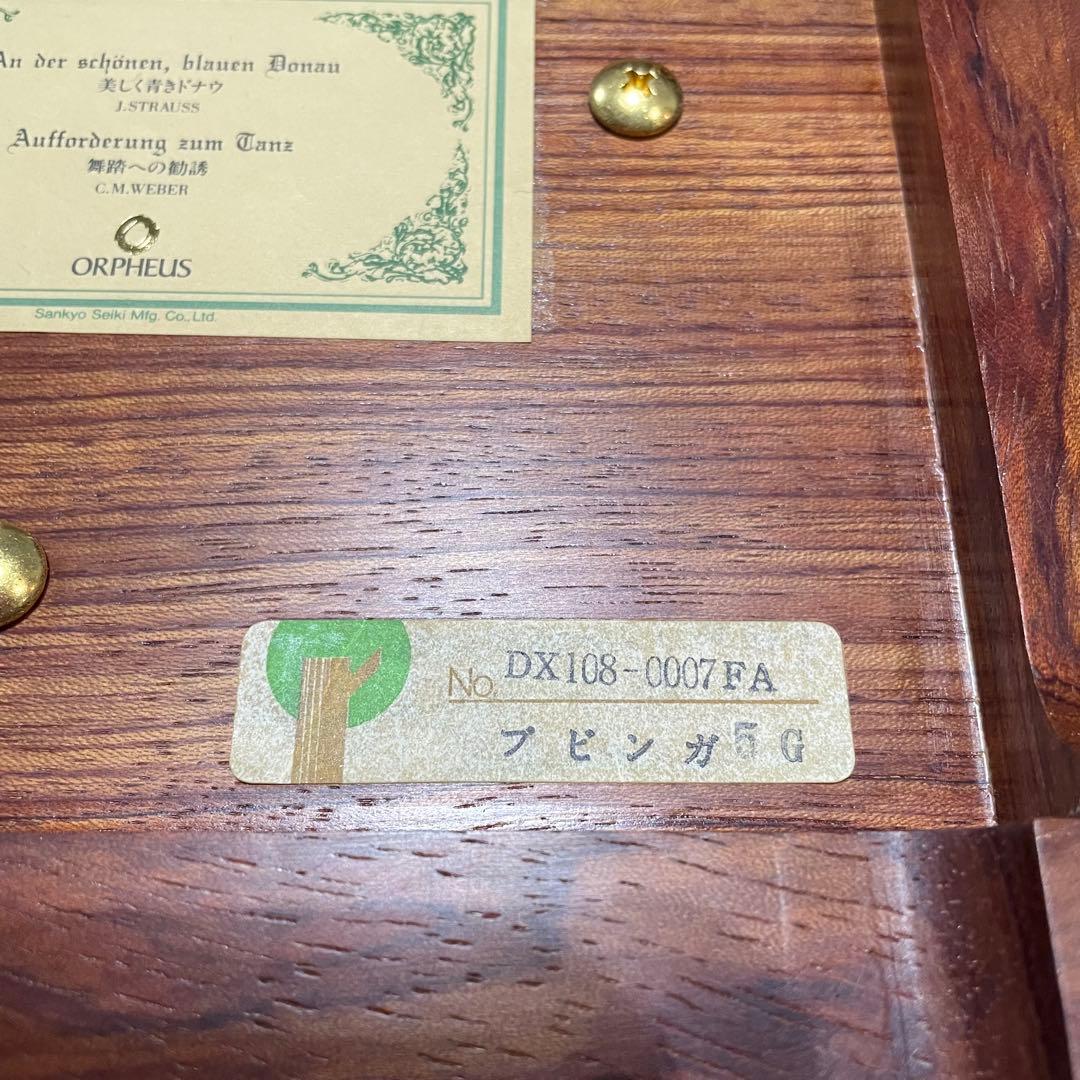 An der schönen, blauen Donau
美しく青きドナウ
J.STRAUSS
Aufforderung zum Tanz
舞踏への勧誘
C.M.WEBER
ORPHEUS
Sankyo Seiki Mfg. Co., Ltd.
No. DX108-0007FA
ブビンガ5G